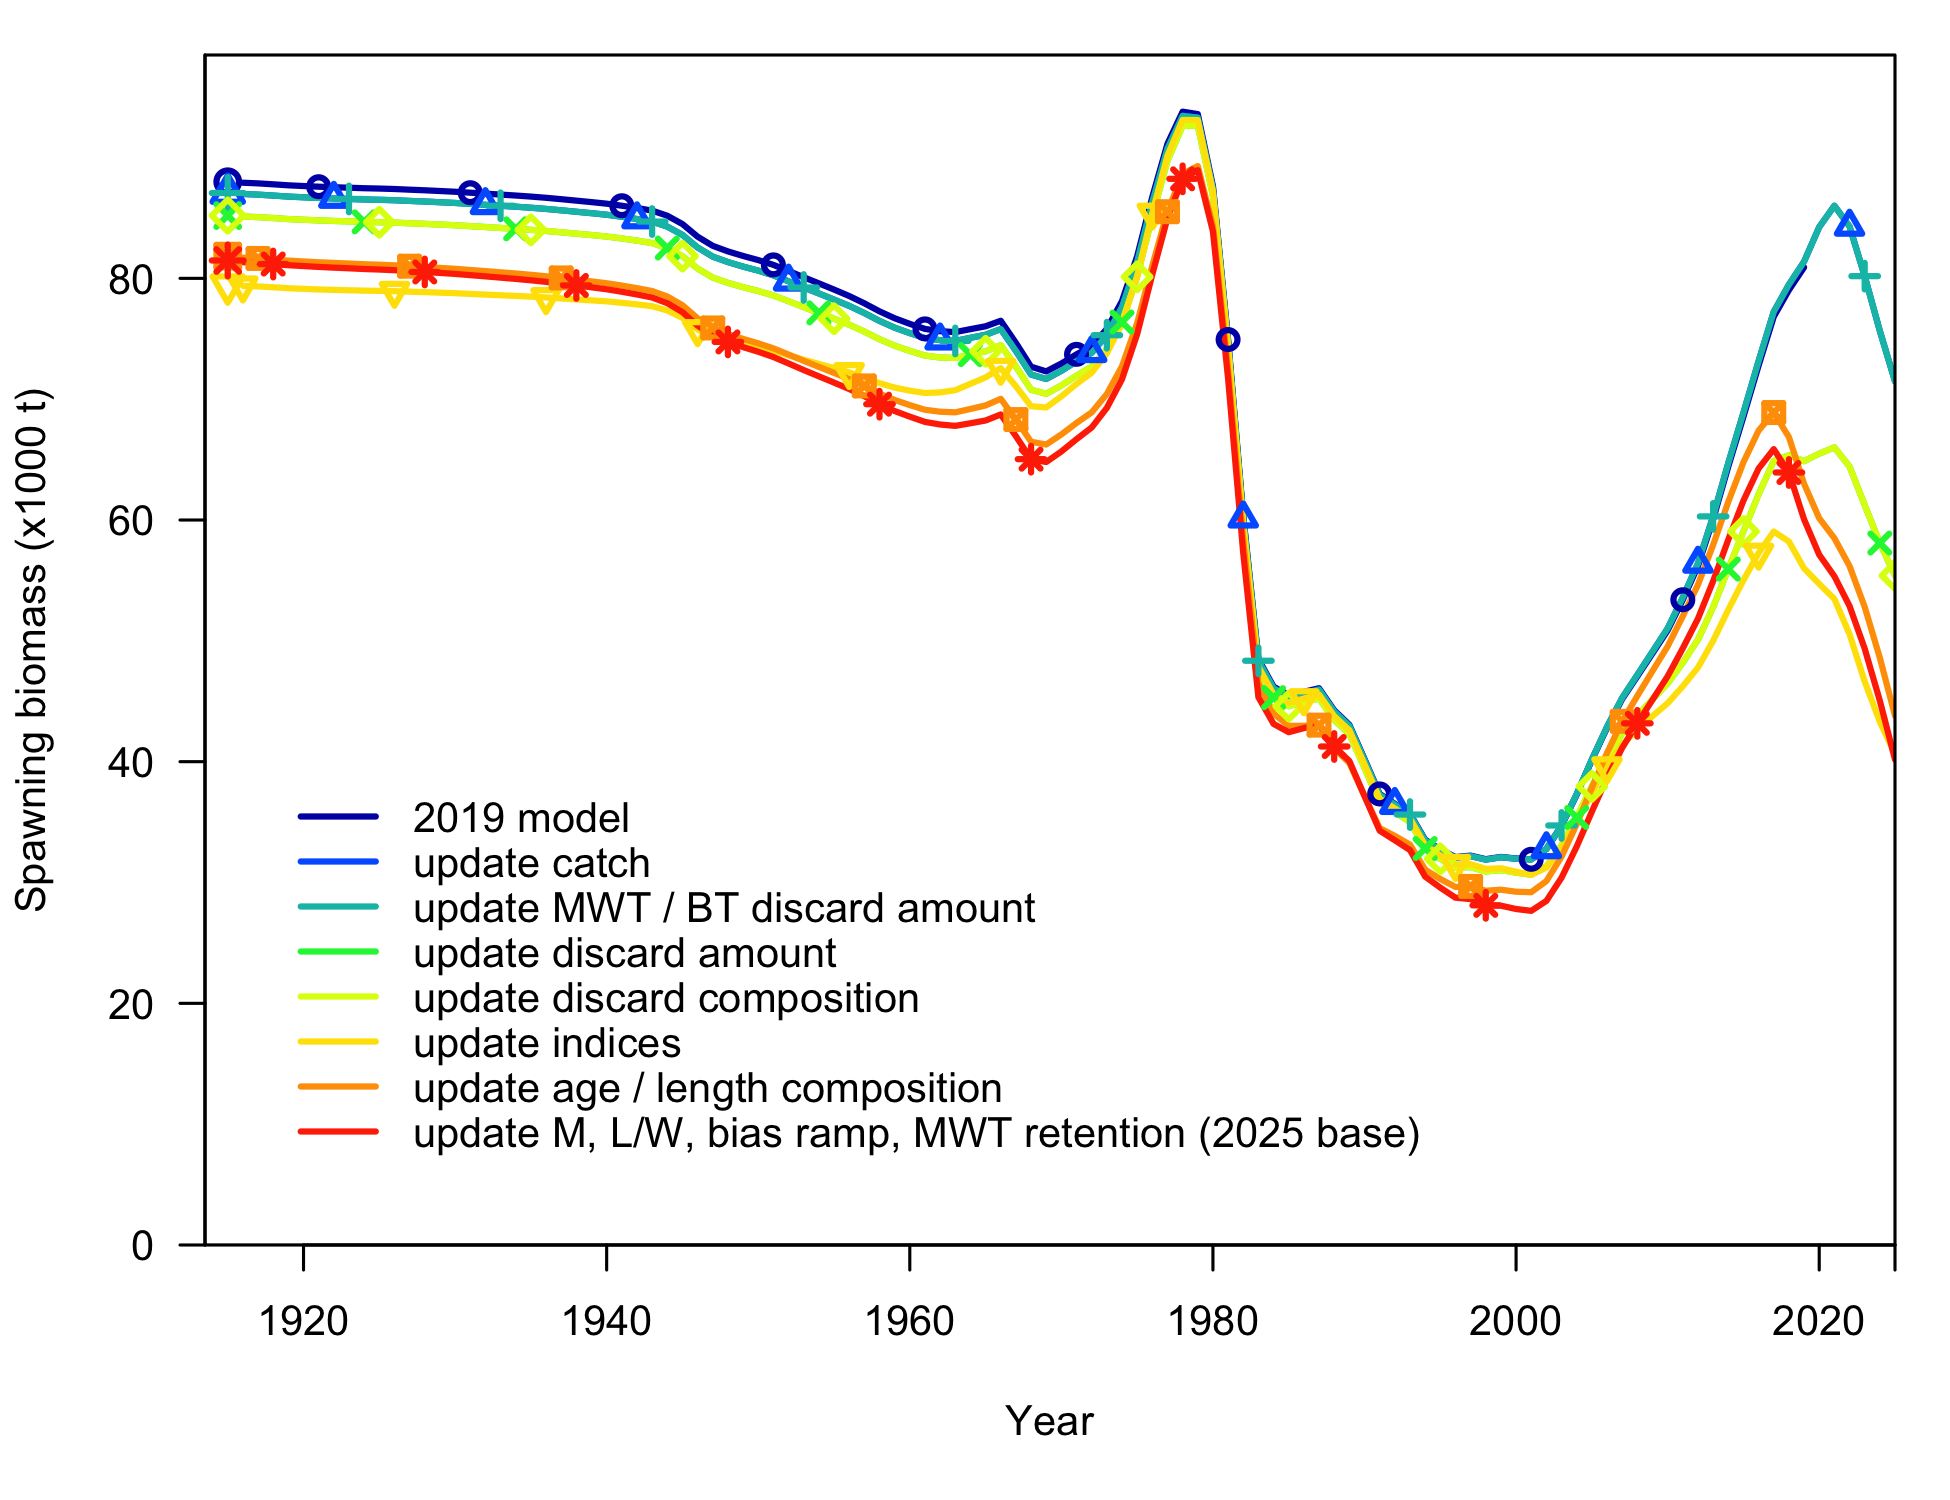 Spawning biomass (x1000 t)
80
60
40
20
0
2019 model
update catch
update MWT / BT discard amount
update discard amount
update discard composition
update indices
update age / length composition
update M, L/W, bias ramp, MWT retention (2025 base)
1920 1940 1960 1980 2000 2020
Year